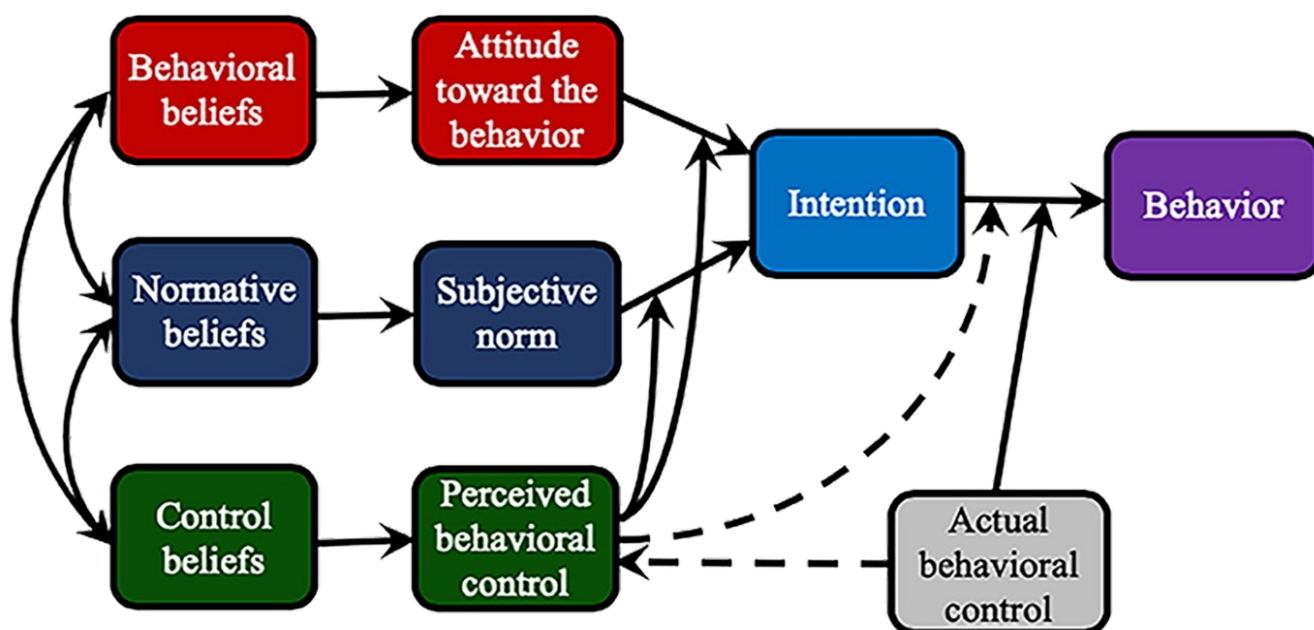 Behavioral
beliefs
Attitude
toward the
behavior
Intention
Behavior
Normative
beliefs
Subjective
norm
Control
beliefs
Perceived
behavioral
control
Actual
behavioral
control